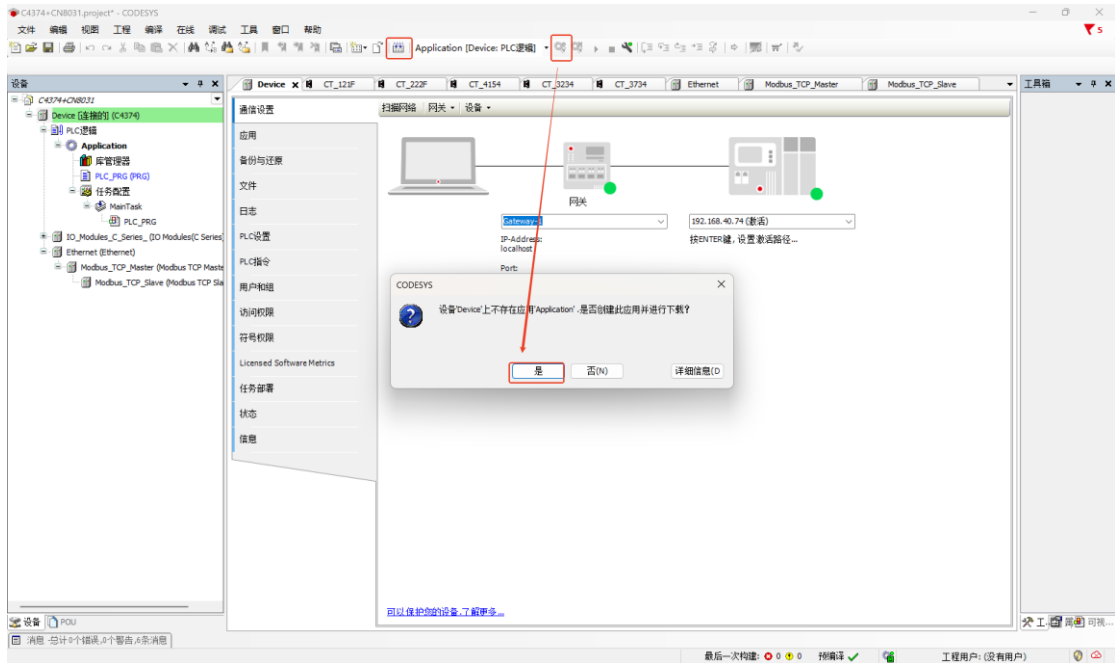 C4374+CN8031.project* - CODESYS
文件 编辑 视图 工程 编译 在线 调试 工具 窗口 帮助
5
Application [Device: PLC逻辑]
设备
Device CT_121F CT_222F CT_4154 CT_3234 CT_3734 Ethernet Modbus_TCP_Master Modbus_TCP_Slave
工具箱
C4374+CN8031
Device [连接的] (C4374)
PLC逻辑
Application
库管理器
PLC_PRG (PRG)
任务配置
MainTask
PLC_PRG
IO_Modules_C_Series_ (IO Modules(C Series
Ethernet (Ethernet)
Modbus_TCP_Master (Modbus TCP Maste
Modbus_TCP_Slave (Modbus TCP Sla
通信设置
应用
备份与还原
文件
日志
PLC设置
PLC指令
用户和组
访问权限
符号权限
Licensed Software Metrics
任务部署
状态
信息
扫描网络 网关 设备
网关
Gateway-1
192.168.40.74 (激活)
IP-Address:
localhost
按ENTER键, 设置激活路径...
Port:
CODESYS
设备'Device'上不存在应用'Application' .是否创建此应用并进行下载?
是 否(N) 详细信息(D
可以保护您的设备.了解更多...
设备 POU
工.. 属 可视...
消息 -总计0个错误,0个警告,6条消息
最后一次构建: 0 0 预编译 工程用户: (没有用户)